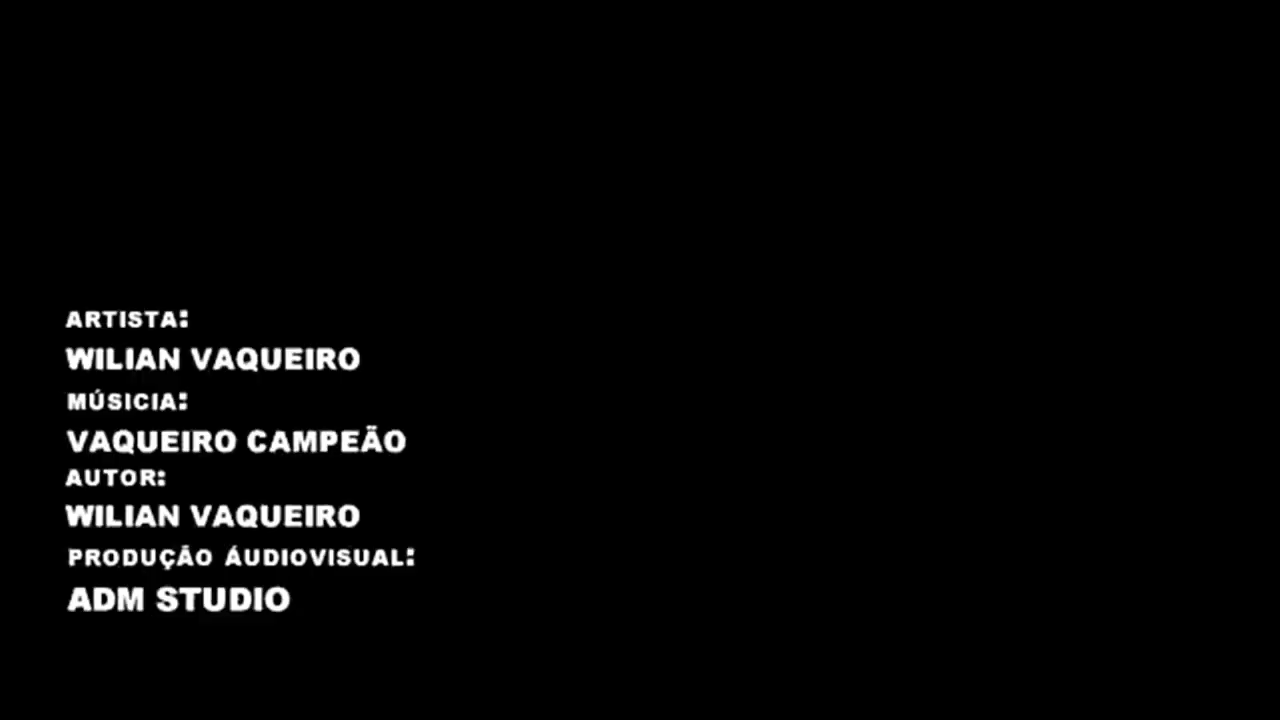 ARTISTA:
WILIAN VAQUEIRO
MÚSICIA:
VAQUEIRO CAMPEÃO
AUTOR:
WILIAN VAQUEIRO
PRODUÇÃO ÁUDIOVISUAL:
ADM STUDIO